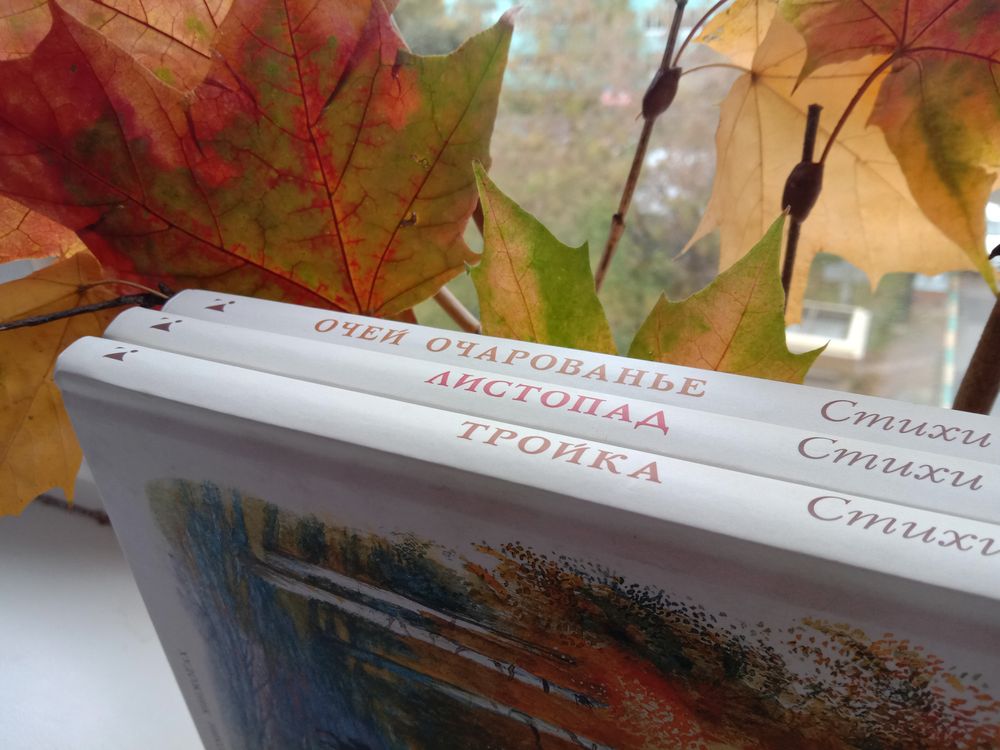 ОЧЕЙ ОЧАРОВАНЬЕ Стихи
ЛИСТОПАД Стихи
ТРОЙКА Стихи